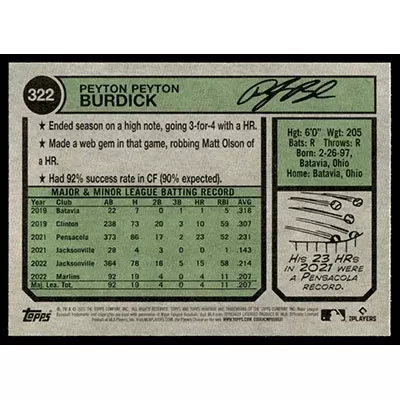 322
PEYTON PEYTON
BURDICK
★ Ended season on a high note, going 3-for-4 with a HR.
★ Made a web gem in that game, robbing Matt Olson of
a HR.
★ Had 92% success rate in CF (90% expected).
Hgt: 6'0" Wgt: 205
Bats: R Throws: R
Born: 2-26-97,
Batavia, Ohio
Home: Batavia, Ohio
MAJOR & MINOR LEAGUE BATTING RECORD
YEAR CLUB AB H 2B 3B HR RBI AVG
2019 Batavia 22 7 0 1 .318
2019 Clinton 238 73 20 3 10 .307
2021 Pensacola 373 86 17 2 23 52 .231
2021 Jacksonville 28 4 3 0 0 1 .143
2022 Jacksonville 364 78 16 2 15 .214
2022 Marlins 92 19 4 0 4 11 .207
Maj. Lea. Tot. 92 19 4 0 4 11 .207
HIS 23 HRs
IN 2021 WERE
A PENSACOLA
RECORD.
topps
MLB
PLAYERS